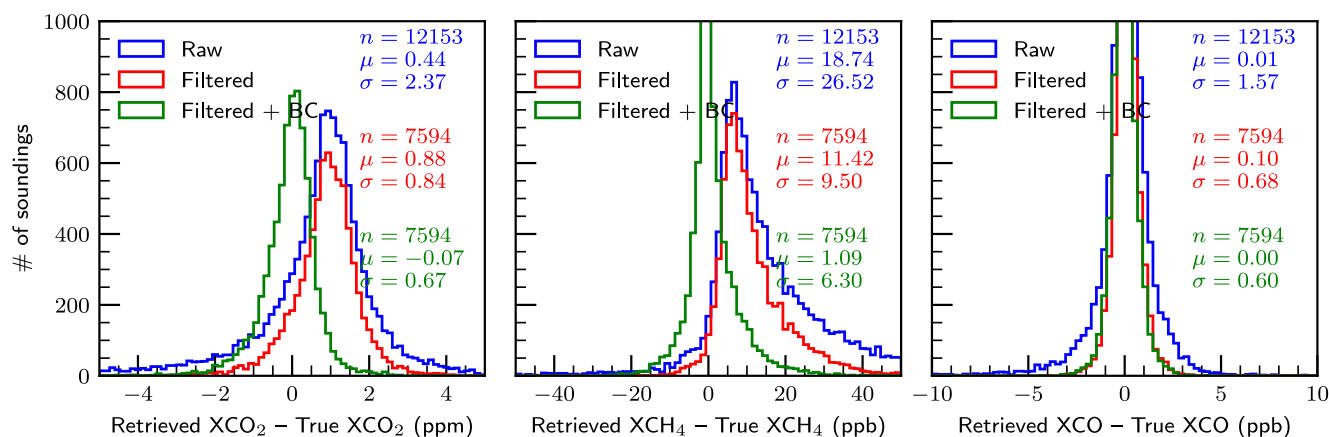 # of soundings
1000
800
600
400
200
0
Raw
Filtered
Filtered + BC
n = 12153
μ = 0.44
σ = 2.37
n = 7594
μ = 0.88
σ = 0.84
n = 7594
μ = −0.07
σ = 0.67
−4 −2 0 2 4
Retrieved XCO₂ − True XCO₂ (ppm)
Raw
Filtered
Filtered + BC
n = 12153
μ = 18.74
σ = 26.52
n = 7594
μ = 11.42
σ = 9.50
n = 7594
μ = 1.09
σ = 6.30
−40 −20 0 20 40
Retrieved XCH₄ − True XCH₄ (ppb)
Raw
Filtered
Filtered + BC
n = 12153
μ = 0.01
σ = 1.57
n = 7594
μ = 0.10
σ = 0.68
n = 7594
μ = 0.00
σ = 0.60
−10 −5 0 5 10
Retrieved XCO − True XCO (ppb)